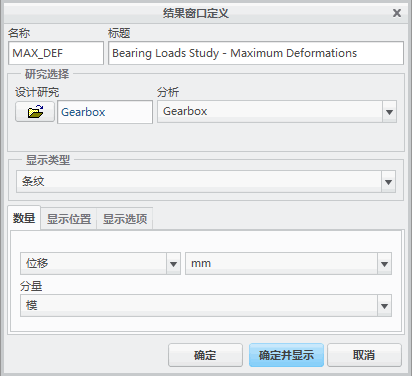 结果窗口定义
名称 标题
MAX_DEF Bearing Loads Study - Maximum Deformations
研究选择
设计研究 分析
Gearbox Gearbox
显示类型
条纹
数量 显示位置 显示选项
位移 mm
分量
模
确定 确定并显示 取消